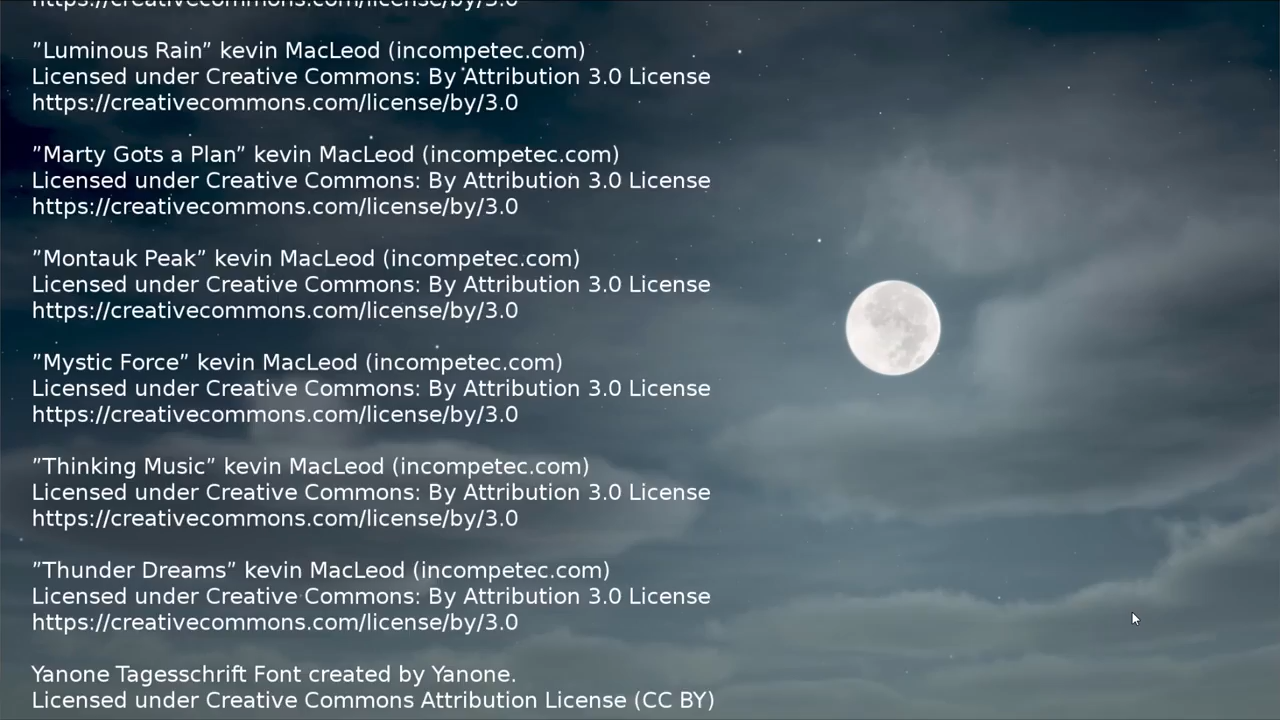 https://creativecommons.com/license/by/3.0
"Luminous Rain" kevin MacLeod (incompetec.com)
Licensed under Creative Commons: By Attribution 3.0 License
https://creativecommons.com/license/by/3.0
"Marty Gots a Plan" kevin MacLeod (incompetec.com)
Licensed under Creative Commons: By Attribution 3.0 License
https://creativecommons.com/license/by/3.0
"Montauk Peak" kevin MacLeod (incompetec.com)
Licensed under Creative Commons: By Attribution 3.0 License
https://creativecommons.com/license/by/3.0
"Mystic Force" kevin MacLeod (incompetec.com)
Licensed under Creative Commons: By Attribution 3.0 License
https://creativecommons.com/license/by/3.0
"Thinking Music" kevin MacLeod (incompetec.com)
Licensed under Creative Commons: By Attribution 3.0 License
https://creativecommons.com/license/by/3.0
"Thunder Dreams" kevin MacLeod (incompetec.com)
Licensed under Creative Commons: By Attribution 3.0 License
https://creativecommons.com/license/by/3.0
Yanone Tagesschrift Font created by Yanone.
Licensed under Creative Commons Attribution License (CC BY)